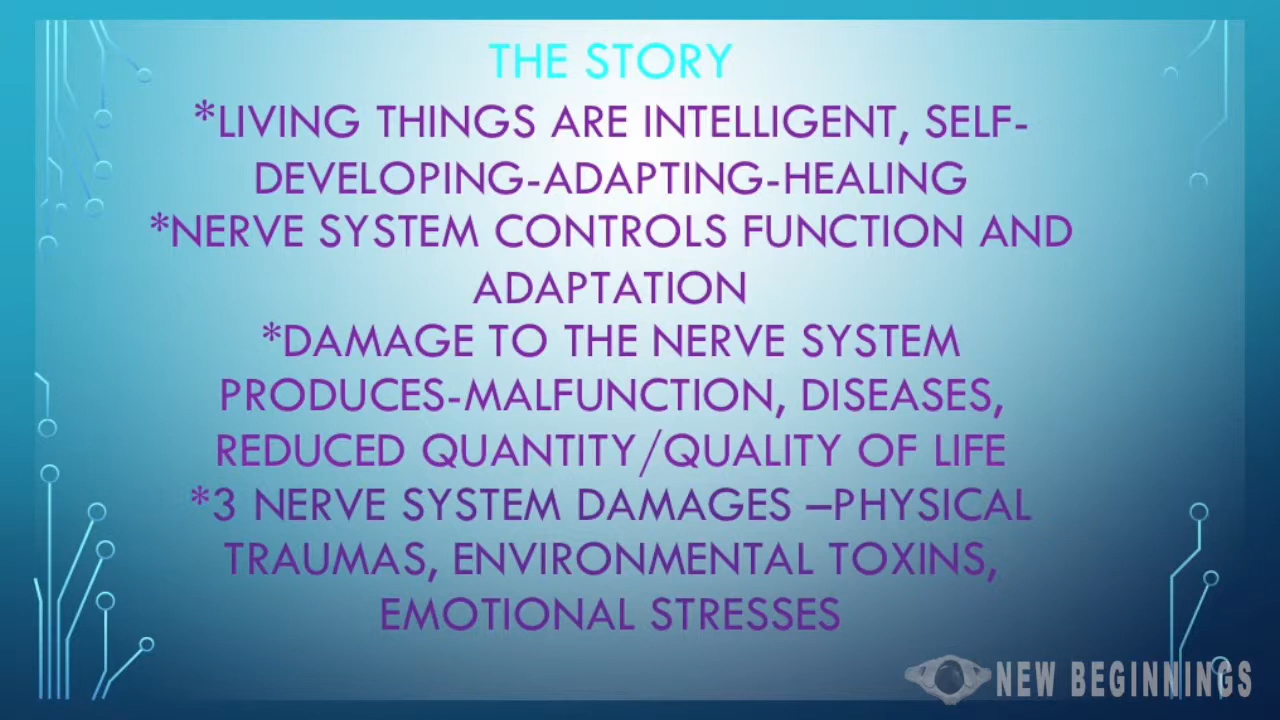 THE STORY
*LIVING THINGS ARE INTELLIGENT, SELF-
DEVELOPING-ADAPTING-HEALING
*NERVE SYSTEM CONTROLS FUNCTION AND
ADAPTATION
*DAMAGE TO THE NERVE SYSTEM
PRODUCES-MALFUNCTION, DISEASES,
REDUCED QUANTITY/QUALITY OF LIFE
*3 NERVE SYSTEM DAMAGES –PHYSICAL
TRAUMAS, ENVIRONMENTAL TOXINS,
EMOTIONAL STRESSES
NEW BEGINNINGS